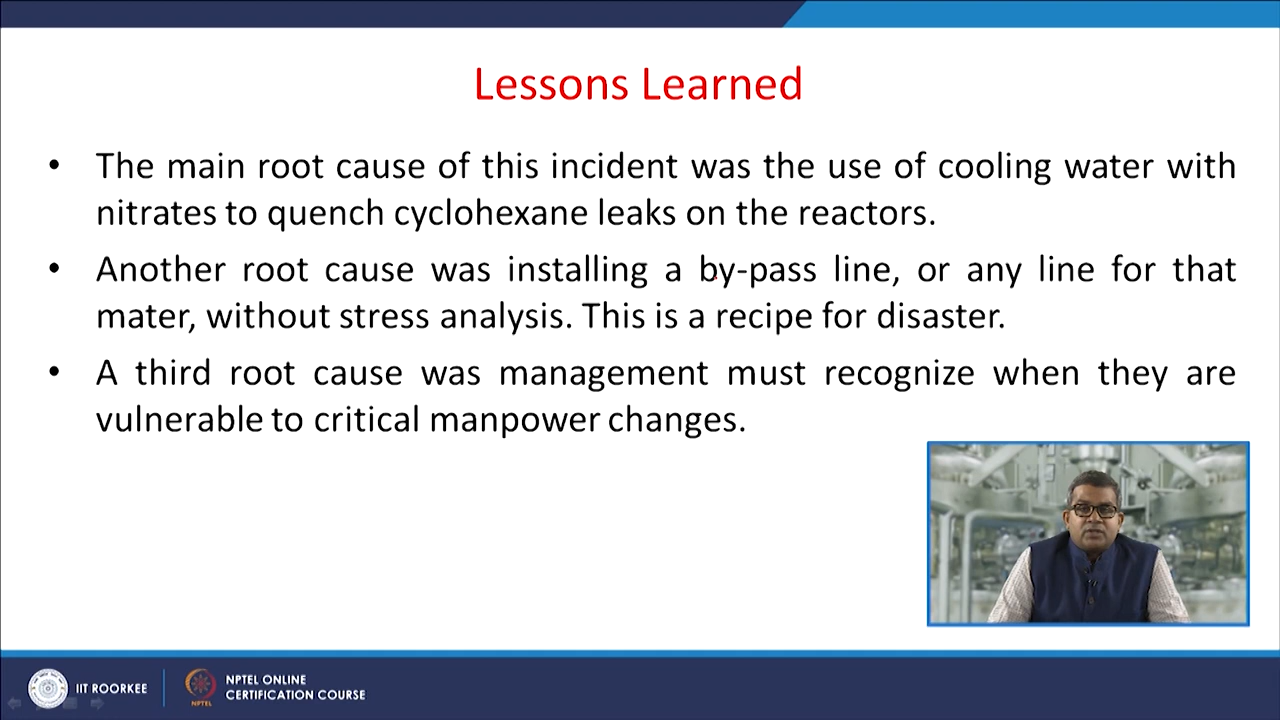 Lessons Learned
• The main root cause of this incident was the use of cooling water with
nitrates to quench cyclohexane leaks on the reactors.
• Another root cause was installing a by-pass line, or any line for that
mater, without stress analysis. This is a recipe for disaster.
• A third root cause was management must recognize when they are
vulnerable to critical manpower changes.
IIT ROORKEE
NPTEL
NPTEL ONLINE
CERTIFICATION COURSE